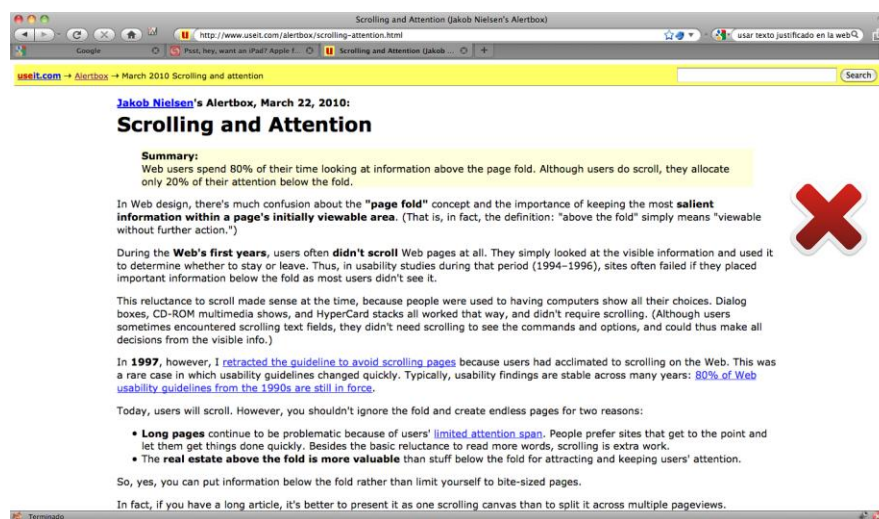 Scrolling and Attention (Jakob Nielsen's Alertbox)
http://www.useit.com/alertbox/scrolling-attention.html
usar texto justificado en la web
Google
Psst, hey, want an iPad? Apple f...
Scrolling and Attention (Jakob ...
useit.com → Alertbox → March 2010 Scrolling and attention
Search
Jakob Nielsen's Alertbox, March 22, 2010:
Scrolling and Attention
Summary:
Web users spend 80% of their time looking at information above the page fold. Although users do scroll, they allocate
only 20% of their attention below the fold.
In Web design, there's much confusion about the "page fold" concept and the importance of keeping the most salient
information within a page's initially viewable area. (That is, in fact, the definition: "above the fold" simply means "viewable
without further action.")
During the Web's first years, users often didn't scroll Web pages at all. They simply looked at the visible information and used it
to determine whether to stay or leave. Thus, in usability studies during that period (1994–1996), sites often failed if they placed
important information below the fold as most users didn't see it.
This reluctance to scroll made sense at the time, because people were used to having computers show all their choices. Dialog
boxes, CD-ROM multimedia shows, and HyperCard stacks all worked that way, and didn't require scrolling. (Although users
sometimes encountered scrolling text fields, they didn't need scrolling to see the commands and options, and could thus make all
decisions from the visible info.)
In 1997, however, I retracted the guideline to avoid scrolling pages because users had acclimated to scrolling on the Web. This was
a rare case in which usability guidelines changed quickly. Typically, usability findings are stable across many years: 80% of Web
usability guidelines from the 1990s are still in force.
Today, users will scroll. However, you shouldn't ignore the fold and create endless pages for two reasons:
• Long pages continue to be problematic because of users' limited attention span. People prefer sites that get to the point and
let them get things done quickly. Besides the basic reluctance to read more words, scrolling is extra work.
• The real estate above the fold is more valuable than stuff below the fold for attracting and keeping users' attention.
So, yes, you can put information below the fold rather than limit yourself to bite-sized pages.
In fact, if you have a long article, it's better to present it as one scrolling canvas than to split it across multiple pageviews.
Terminado